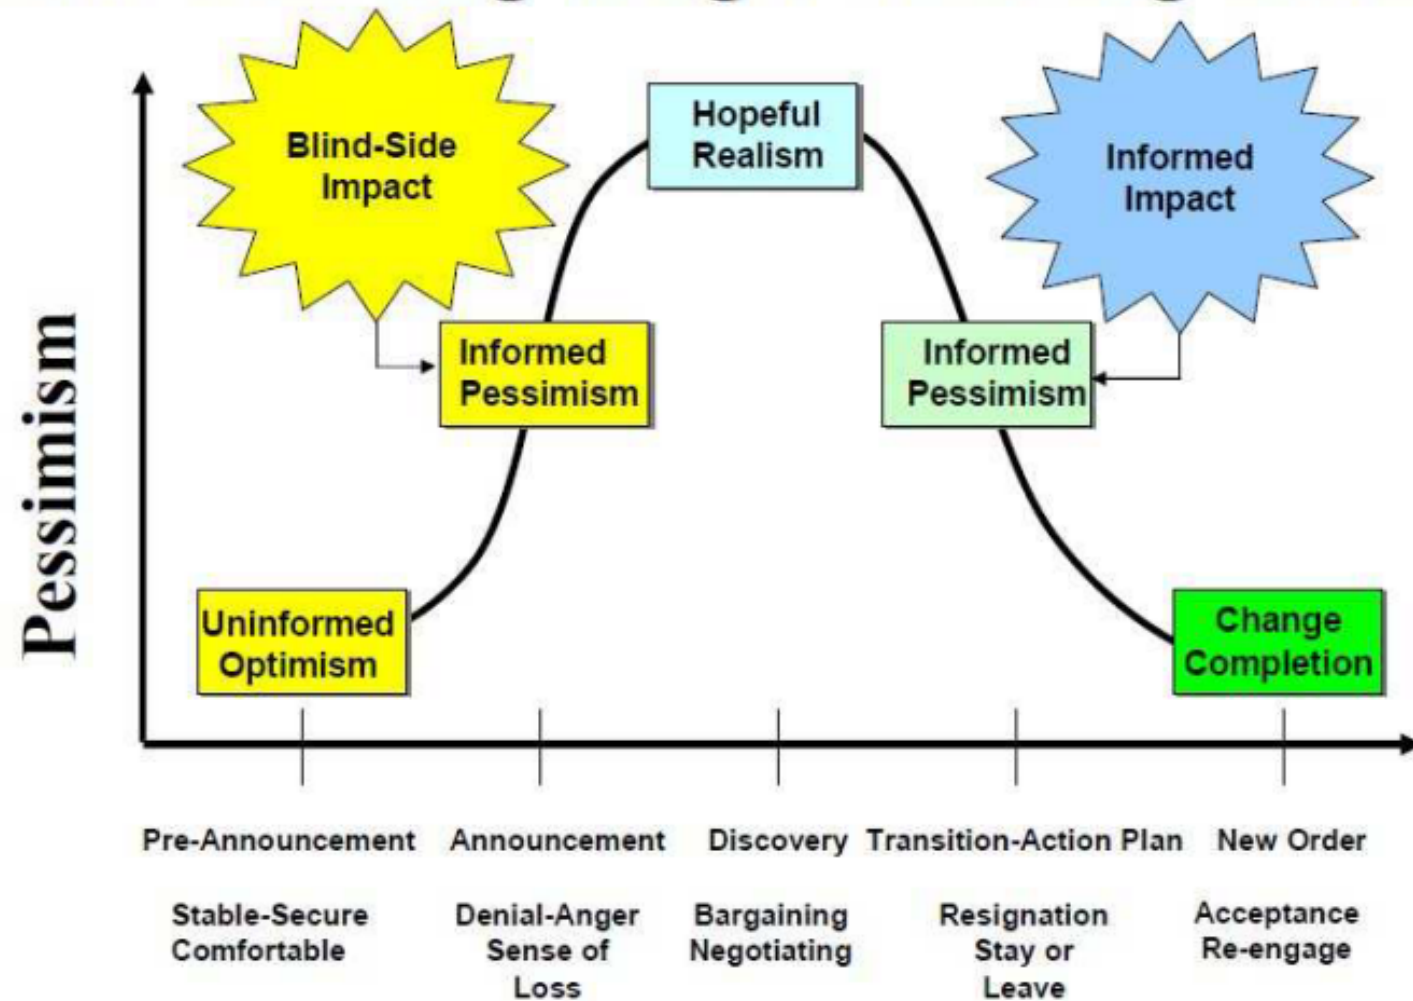 Blind-Side
Impact
Hopeful
Realism
Informed
Impact
Pessimism
Informed
Pessimism
Informed
Pessimism
Uninformed
Optimism
Change
Completion
Pre-Announcement
Announcement
Discovery
Transition-Action Plan
New Order
Stable-Secure
Comfortable
Denial-Anger
Sense of
Loss
Bargaining
Negotiating
Resignation
Stay or
Leave
Acceptance
Re-engage